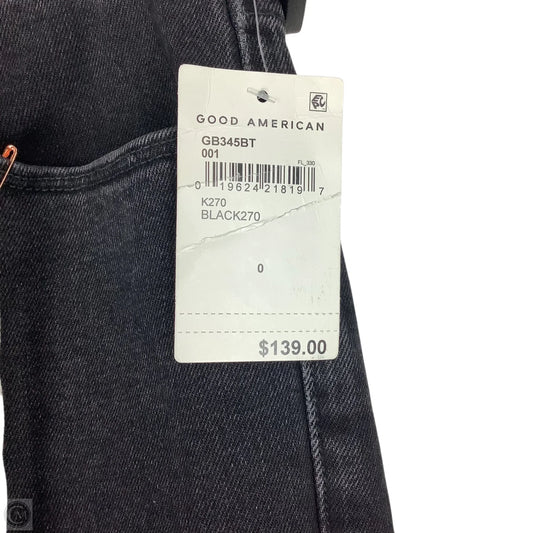 GOOD AMERICAN
GB345BT
001
FL_330
0 19624 21819 7
K270
BLACK270
0
$139.00